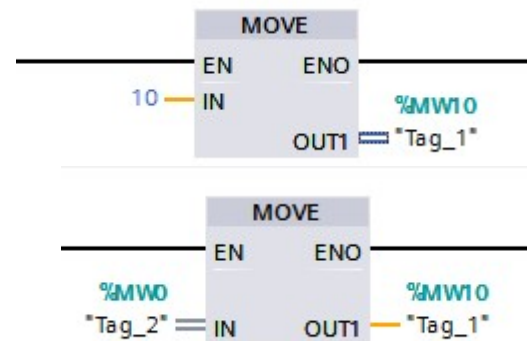 MOVE
EN ENO
10 IN
%MW10
OUT1 "Tag_1"
MOVE
EN ENO
%MW0 %MW10
"Tag_2" IN OUT1 "Tag_1"